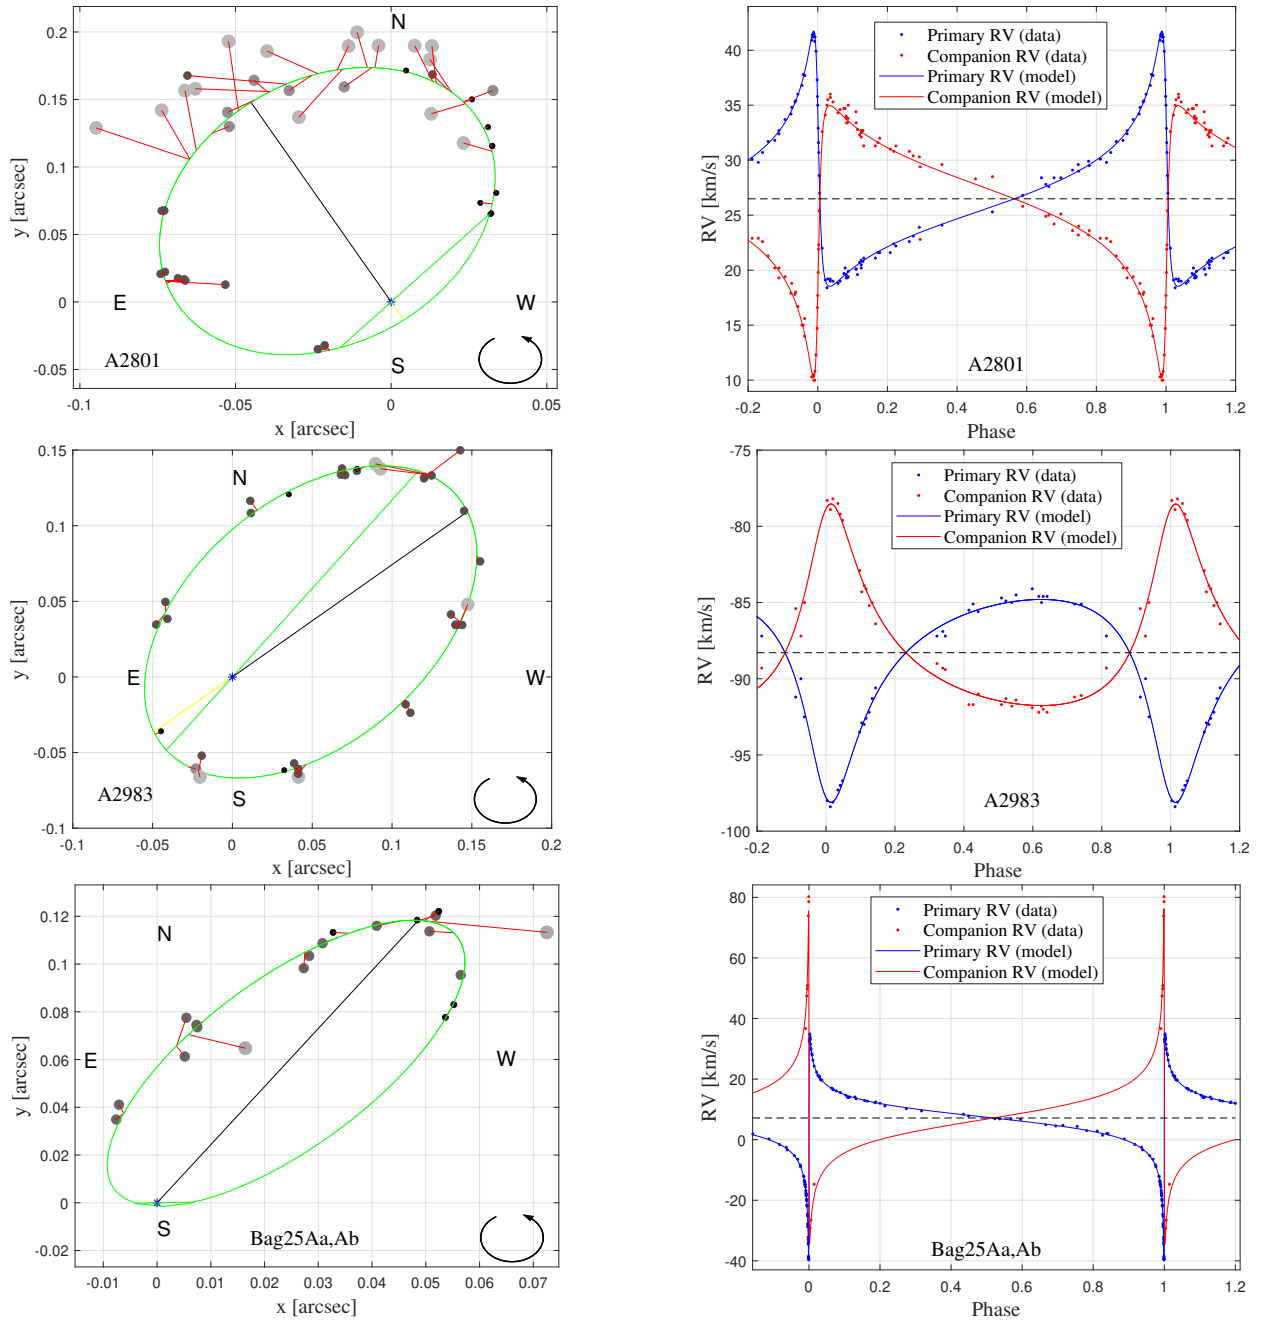 0.2
0.15
0.1
0.05
0
-0.05
y [arcsec]
N
E
W
S
A2801
-0.1
-0.05
0
0.05
x [arcsec]
40
35
30
25
20
15
10
RV [km/s]
Primary RV (data)
Companion RV (data)
Primary RV (model)
Companion RV (model)
A2801
-0.2
0
0.2
0.4
0.6
0.8
1
1.2
Phase
0.15
0.1
0.05
0
-0.05
-0.1
y [arcsec]
N
E
W
S
A2983
-0.1
-0.05
0
0.05
0.1
0.15
0.2
x [arcsec]
-75
-80
-85
-90
-95
-100
RV [km/s]
Primary RV (data)
Companion RV (data)
Primary RV (model)
Companion RV (model)
A2983
-0.2
0
0.2
0.4
0.6
0.8
1
1.2
Phase
0.12
0.1
0.08
0.06
0.04
0.02
0
-0.02
y [arcsec]
N
E
W
S
Bag25Aa,Ab
-0.01
0
0.01
0.02
0.03
0.04
0.05
0.06
0.07
x [arcsec]
80
60
40
20
0
-20
-40
RV [km/s]
Primary RV (data)
Companion RV (data)
Primary RV (model)
Companion RV (model)
Bag25Aa,Ab
0
0.2
0.4
0.6
0.8
1
1.2
Phase